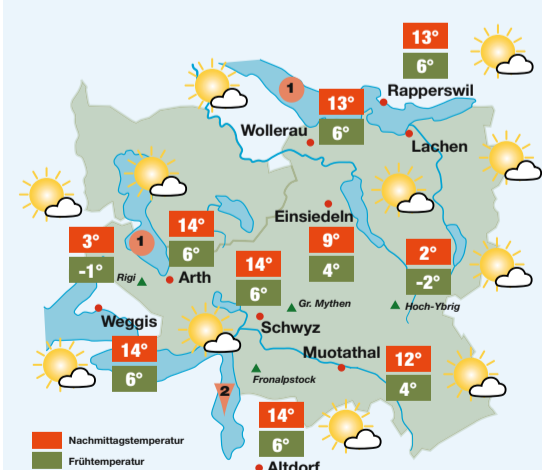 13°
6°
Rapperswil
1
13°
6°
Wollerau
Lachen
Einsiedeln
14°
6°
3°
-1°
1
Rigi
Arth
9°
4°
2°
-2°
14°
6°
Gr. Mythen
Hoch-Ybrig
Weggis
Schwyz
14°
6°
Muotathal
12°
4°
Fronalpstock
2
14°
6°
Nachmittagstemperatur
Frühtemperatur
Altdorf